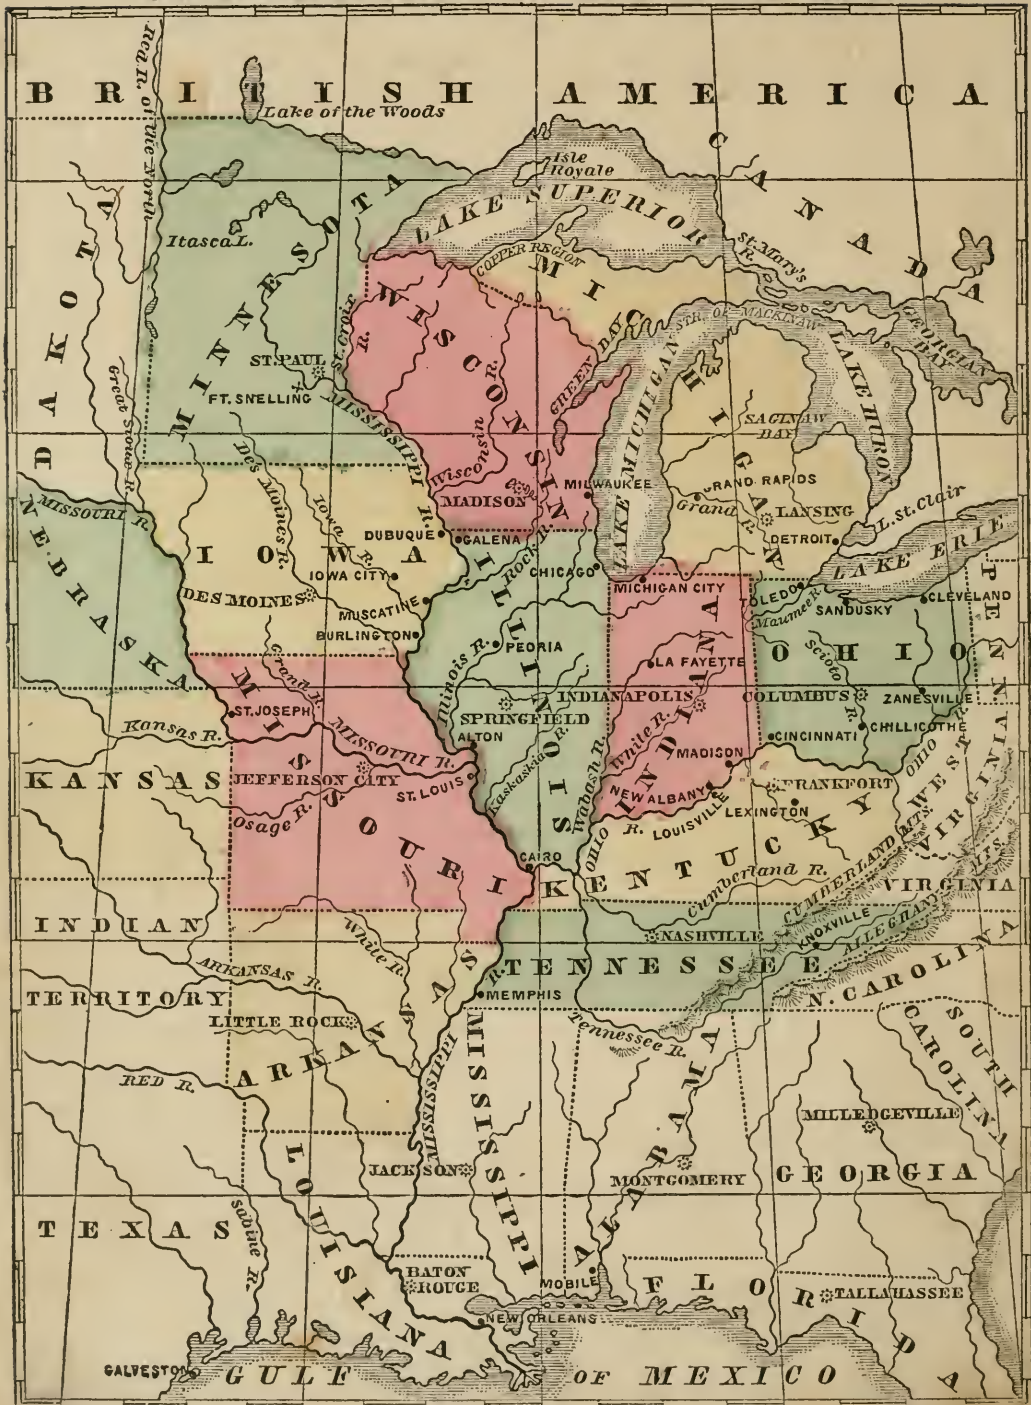 BRITISH AMERICA
Red R. of the North
Lake of the Woods
CANADA
Isle
Royale
LAKE SUPERIOR
DAKOTA
Itasca L.
MINNESOTA
COPPER REGION
St. Mary's
R.
MICHIGAN
WISCONSIN
St. Croix
R.
GREEN BAY
STR. OF MACKINAW
GEORGIAN
BAY
LAKE HURON
LAKE MICHIGAN
ST. PAUL
FT. SNELLING
MISSISSIPPI R.
Great Stone R.
SAGINAW
BAY
Des Moines R.
Iowa R.
Wisconsin R.
MADISON
MILWAUKEE
GRAND RAPIDS
Grand R.
LANSING
MISSOURI R.
NEBRASKA
IOWA
DUBUQUE
GALENA
Rock R.
CHICAGO
DETROIT
L. St. Clair
LAKE ERIE
IOWA CITY
DES MOINES
MUSCATINE
BURLINGTON
ILLINOIS
MICHIGAN CITY
TOLEDO
Maumee R.
SANDUSKY
CLEVELAND
PENN.
PEORIA
Illinois R.
LA FAYETTE
INDIANA
OHIO
Scioto R.
MISSOURI
Grand R.
ST. JOSEPH
MISSOURI R.
SPRINGFIELD
ALTON
INDIANAPOLIS
COLUMBUS
ZANESVILLE
CHILLICOTHE
CINCINNATI
Kansas R.
KANSAS
JEFFERSON CITY
ST. LOUIS
Kaskaskia R.
Wabash R.
White R.
MADISON
NEW ALBANY
LOUISVILLE
LEXINGTON
FRANKFORT
OHIO R.
OHIO
WEST VIRGINIA
Osage R.
CAIRO
KENTUCKY
Cumberland R.
CUMBERLAND MTS.
VIRGINIA
ALLEGHANY MTS.
INDIAN
TERRITORY
White R.
ARKANSAS R.
NASHVILLE
KNOXVILLE
TENNESSEE
N. CAROLINA
MEMPHIS
Tennessee R.
LITTLE ROCK
ARKANSAS
RED R.
MISSISSIPPI R.
MISSISSIPPI
ALABAMA
SOUTH
CAROLINA
MILLEDGEVILLE
JACKSON
MONTGOMERY
GEORGIA
TEXAS
Sabine R.
LOUISIANA
BATON
ROUGE
MOBILE
FLORIDA
TALLAHASSEE
NEW ORLEANS
GALVESTON
GULF OF MEXICO